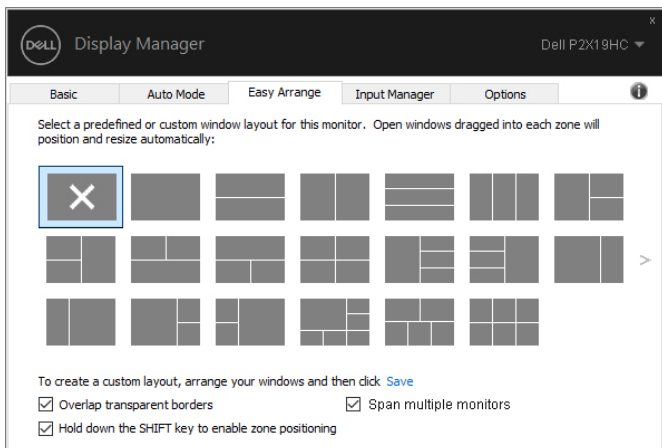 x
DELL Display Manager Dell P2X19HC
Basic Auto Mode Easy Arrange Input Manager Options i
Select a predefined or custom window layout for this monitor. Open windows dragged into each zone will
position and resize automatically:
>
To create a custom layout, arrange your windows and then click Save
Overlap transparent borders Span multiple monitors
Hold down the SHIFT key to enable zone positioning